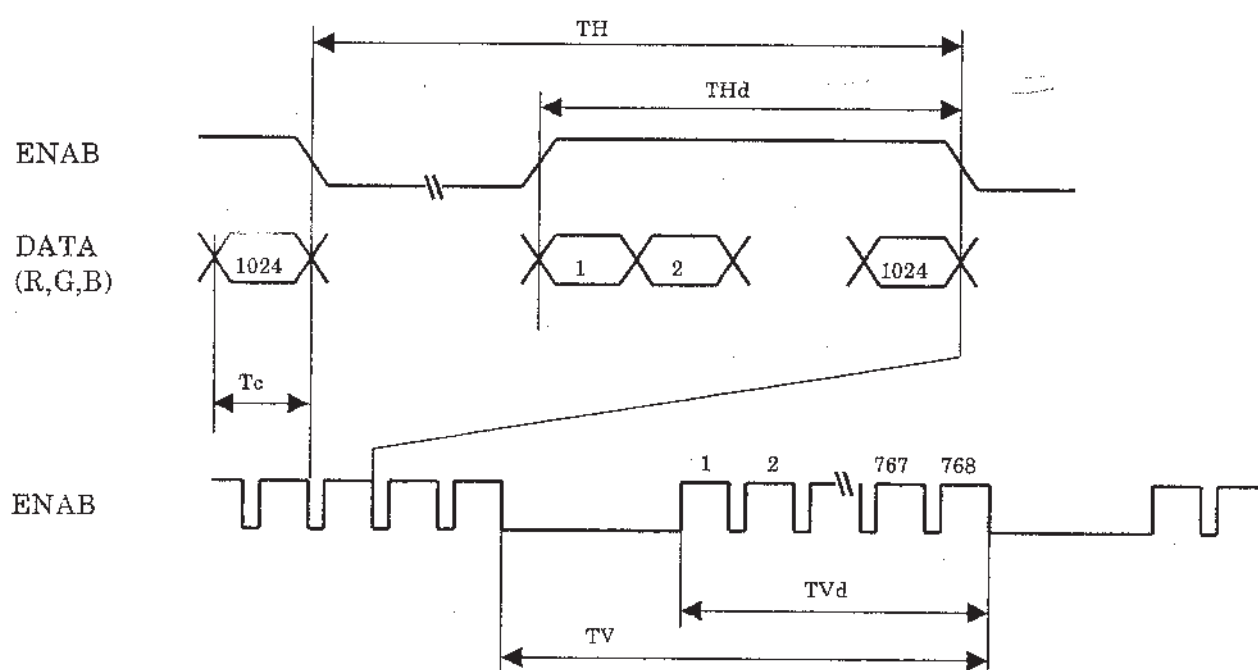 TH
THd
ENAB
DATA
(R,G,B)
1024
1
2
1024
Tc
1
2
767
768
ENAB
TVd
TV